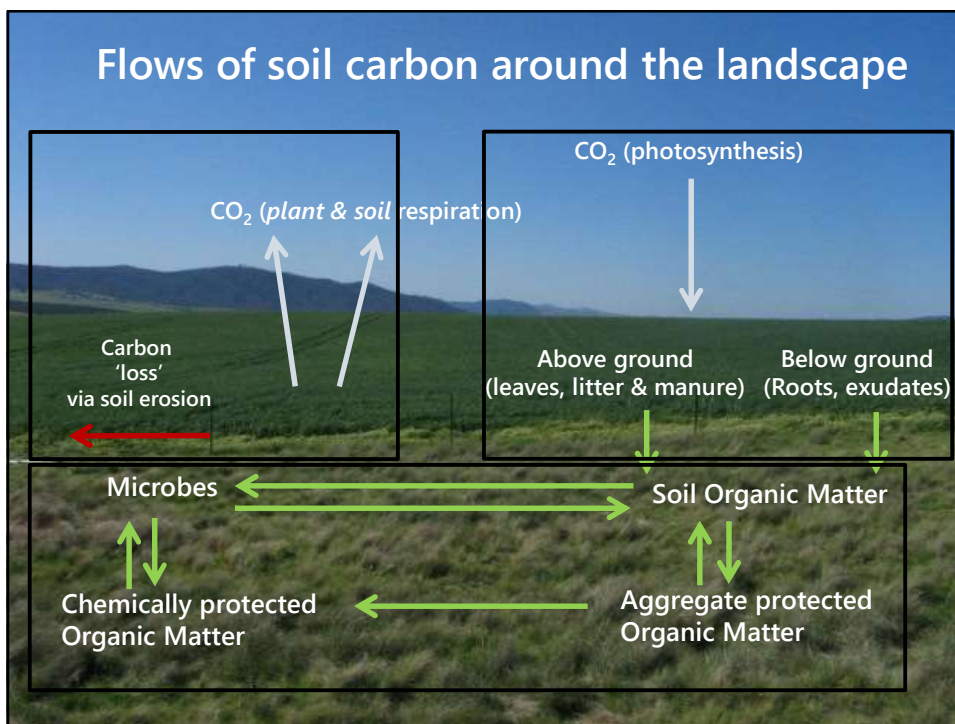 Flows of soil carbon around the landscape
CO₂ (photosynthesis)
CO₂ (plant & soil respiration)
Carbon
‘loss’
via soil erosion
Above ground
(leaves, litter & manure)
Below ground
(Roots, exudates)
Microbes
Soil Organic Matter
Chemically protected
Organic Matter
Aggregate protected
Organic Matter